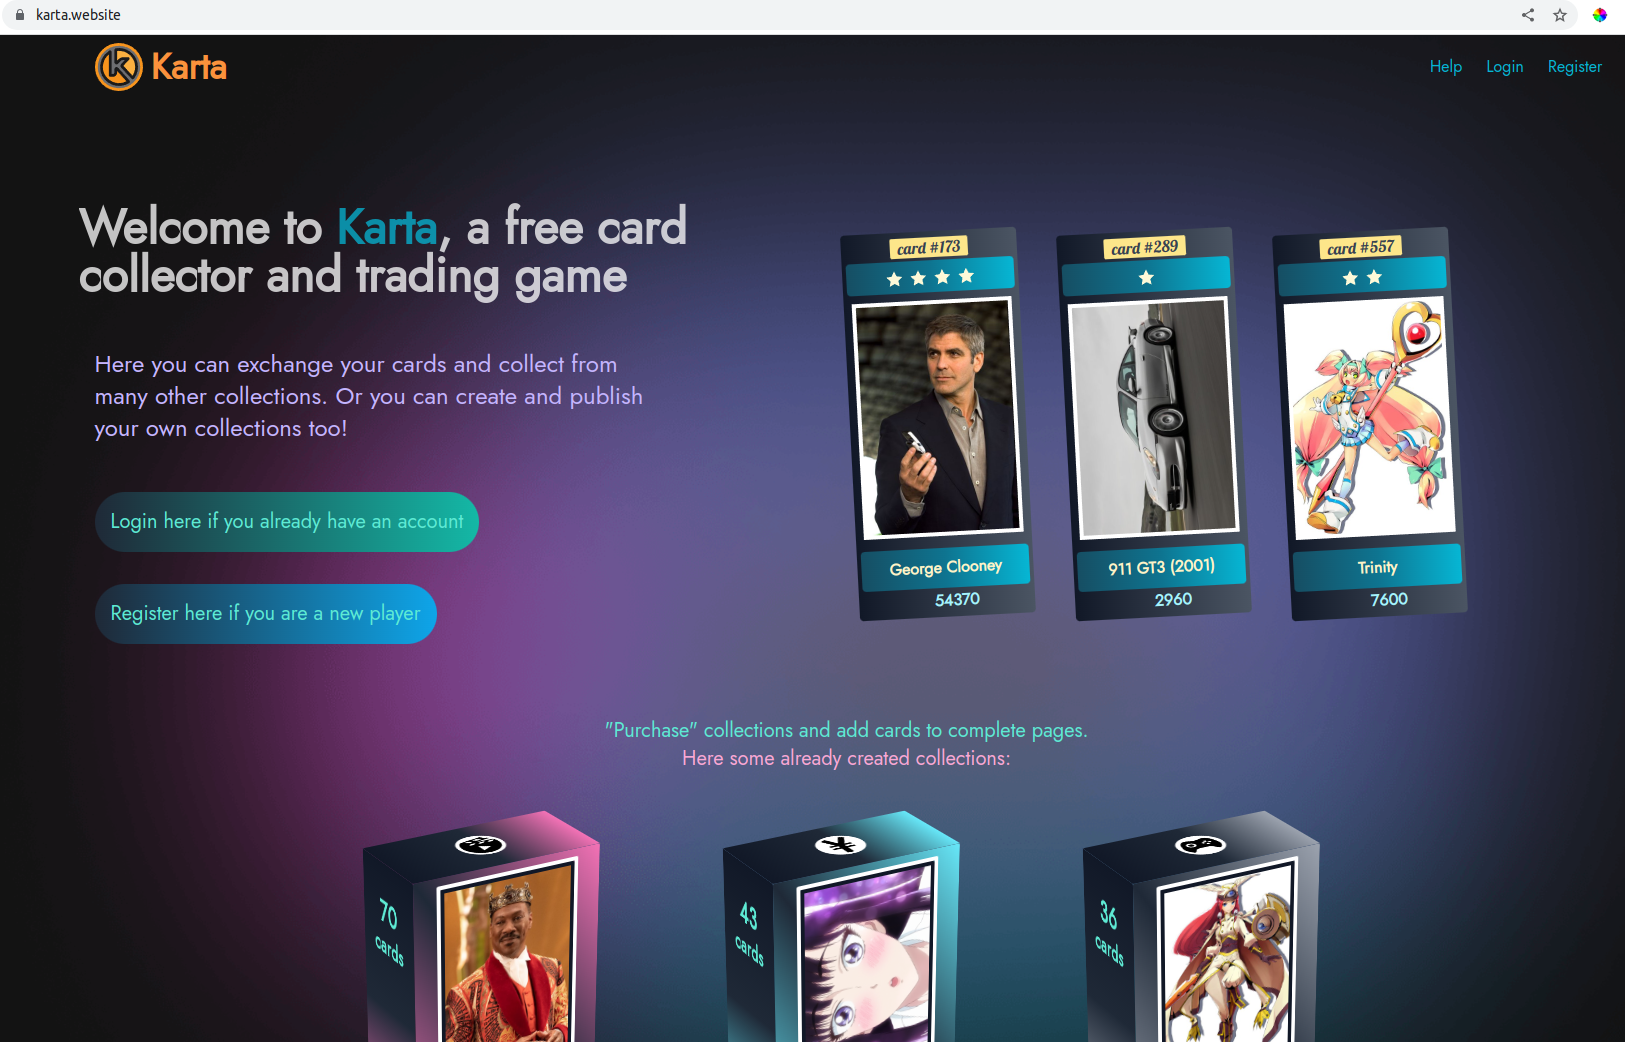 karta.website
Karta
Help Login Register
Welcome to Karta, a free card
collector and trading game
Here you can exchange your cards and collect from
many other collections. Or you can create and publish
your own collections too!
Login here if you already have an account
Register here if you are a new player
card #173
George Clooney
54370
card #289
911 GT3 (2001)
2960
card #557
Trinity
7600
"Purchase" collections and add cards to complete pages.
Here some already created collections:
70
cards
43
cards
36
cards